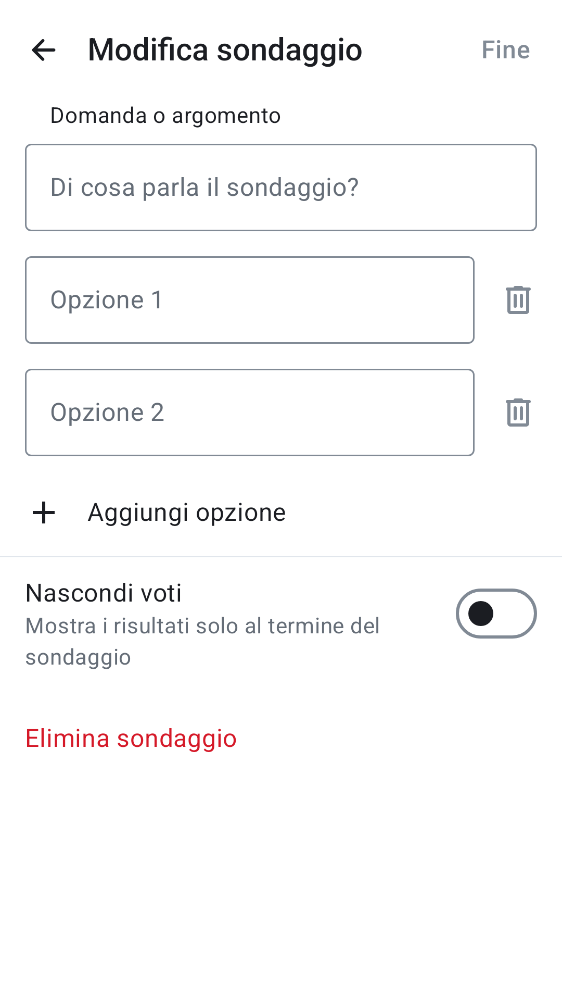 Modifica sondaggio
Fine
Domanda o argomento
Di cosa parla il sondaggio?
Opzione 1
Opzione 2
Aggiungi opzione
Nascondi voti
Mostra i risultati solo al termine del
sondaggio
Elimina sondaggio